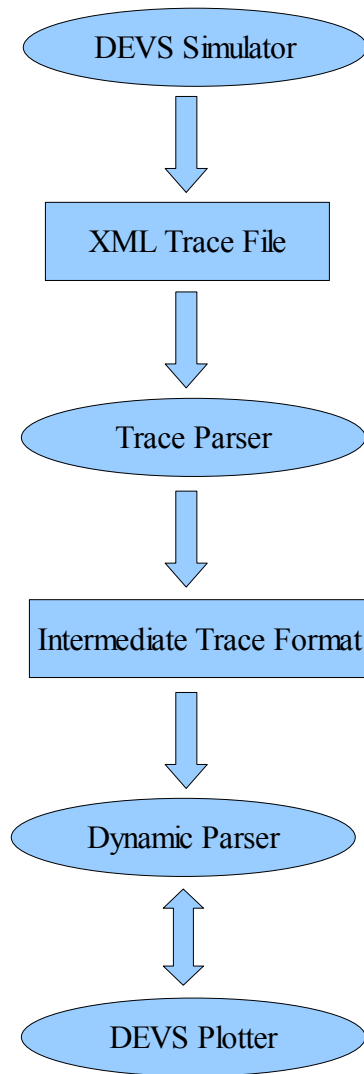 DEVS Simulator
XML Trace File
Trace Parser
Intermediate Trace Format
Dynamic Parser
DEVS Plotter